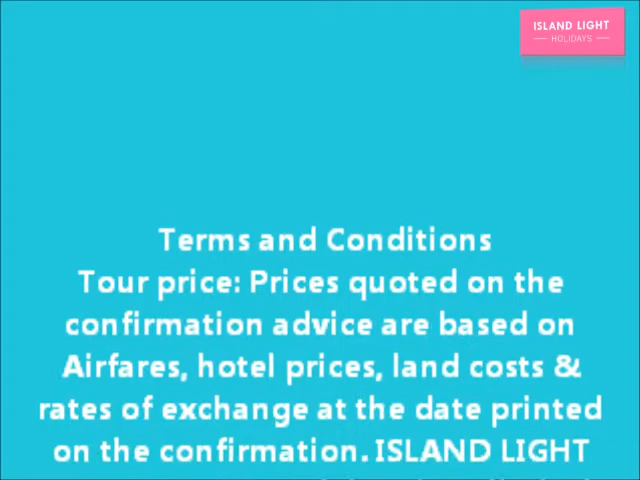 ISLAND LIGHT
HOLIDAYS
Terms and Conditions
Tour price: Prices quoted on the
confirmation advice are based on
Airfares, hotel prices, land costs &
rates of exchange at the date printed
on the confirmation. ISLAND LIGHT